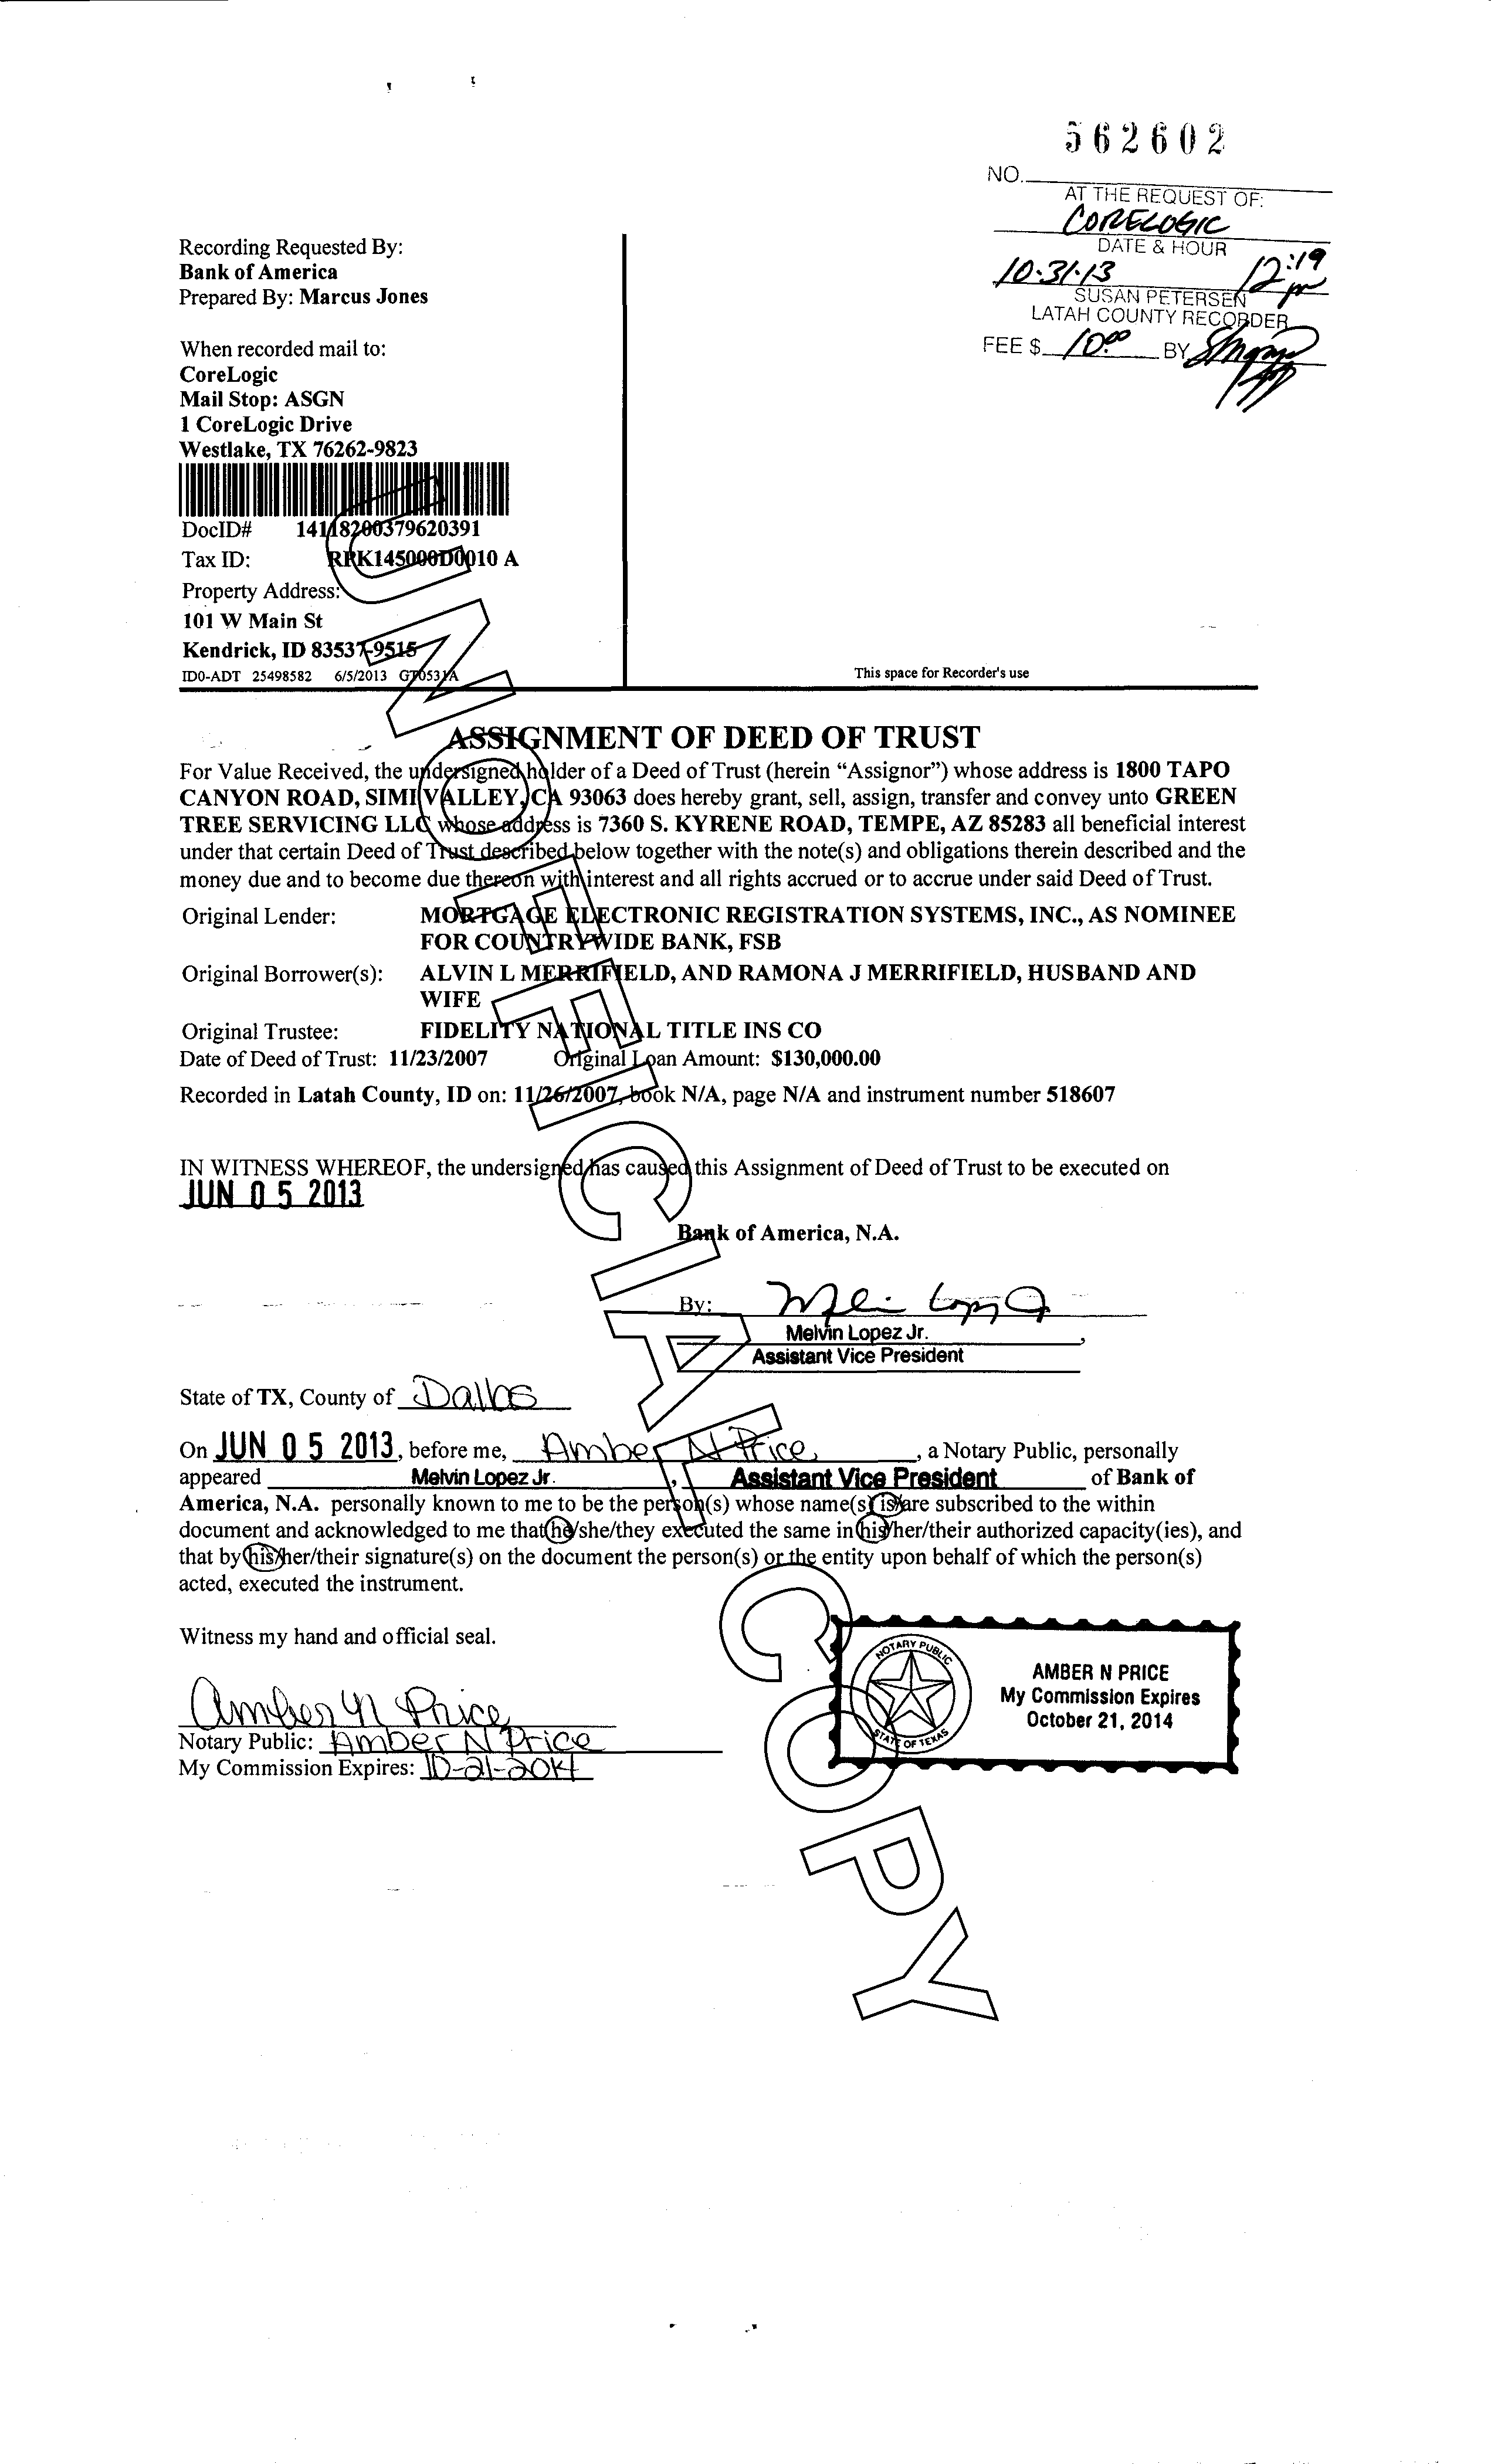 562602
NO.
AT THE REQUEST OF:
CORELOGIC
DATE & HOUR
10.31.13 12:19 pm
SUSAN PETERSEN
LATAH COUNTY RECORDER
FEE $ 10.00 BY
Recording Requested By:
Bank of America
Prepared By: Marcus Jones
When recorded mail to:
CoreLogic
Mail Stop: ASGN
1 CoreLogic Drive
Westlake, TX 76262-9823
DocID# 14118200379620391
Tax ID: RPK145000D0010 A
Property Address:
101 W Main St
Kendrick, ID 83537-9515
ID0-ADT 25498582 6/5/2013 GT0531A
This space for Recorder's use
ASSIGNMENT OF DEED OF TRUST
For Value Received, the undersigned holder of a Deed of Trust (herein “Assignor”) whose address is 1800 TAPO
CANYON ROAD, SIMI VALLEY, CA 93063 does hereby grant, sell, assign, transfer and convey unto GREEN
TREE SERVICING LLC whose address is 7360 S. KYRENE ROAD, TEMPE, AZ 85283 all beneficial interest
under that certain Deed of Trust described below together with the note(s) and obligations therein described and the
money due and to become due thereon with interest and all rights accrued or to accrue under said Deed of Trust.
Original Lender: MORTGAGE ELECTRONIC REGISTRATION SYSTEMS, INC., AS NOMINEE
FOR COUNTRYWIDE BANK, FSB
Original Borrower(s): ALVIN L MERRIFIELD, AND RAMONA J MERRIFIELD, HUSBAND AND
WIFE
Original Trustee: FIDELITY NATIONAL TITLE INS CO
Date of Deed of Trust: 11/23/2007 Original Loan Amount: $130,000.00
Recorded in Latah County, ID on: 11/26/2007, book N/A, page N/A and instrument number 518607
IN WITNESS WHEREOF, the undersigned has caused this Assignment of Deed of Trust to be executed on
JUN 05 2013
Bank of America, N.A.
By:
Melvin Lopez Jr.,
Assistant Vice President
State of TX, County of Dallas
On JUN 05 2013, before me, Amber N Price, a Notary Public, personally
appeared Melvin Lopez Jr., Assistant Vice President of Bank of
America, N.A. personally known to me to be the person(s) whose name(s) is/are subscribed to the within
document and acknowledged to me that he/she/they executed the same in his/her/their authorized capacity(ies), and
that by his/her/their signature(s) on the document the person(s) or the entity upon behalf of which the person(s)
acted, executed the instrument.
Witness my hand and official seal.
Amber N Price
Notary Public: Amber N Price
My Commission Expires: 10-21-2014
NOTARY PUBLIC
STATE OF TEXAS
AMBER N PRICE
My Commission Expires
October 21, 2014
UNOFFICIAL COPY